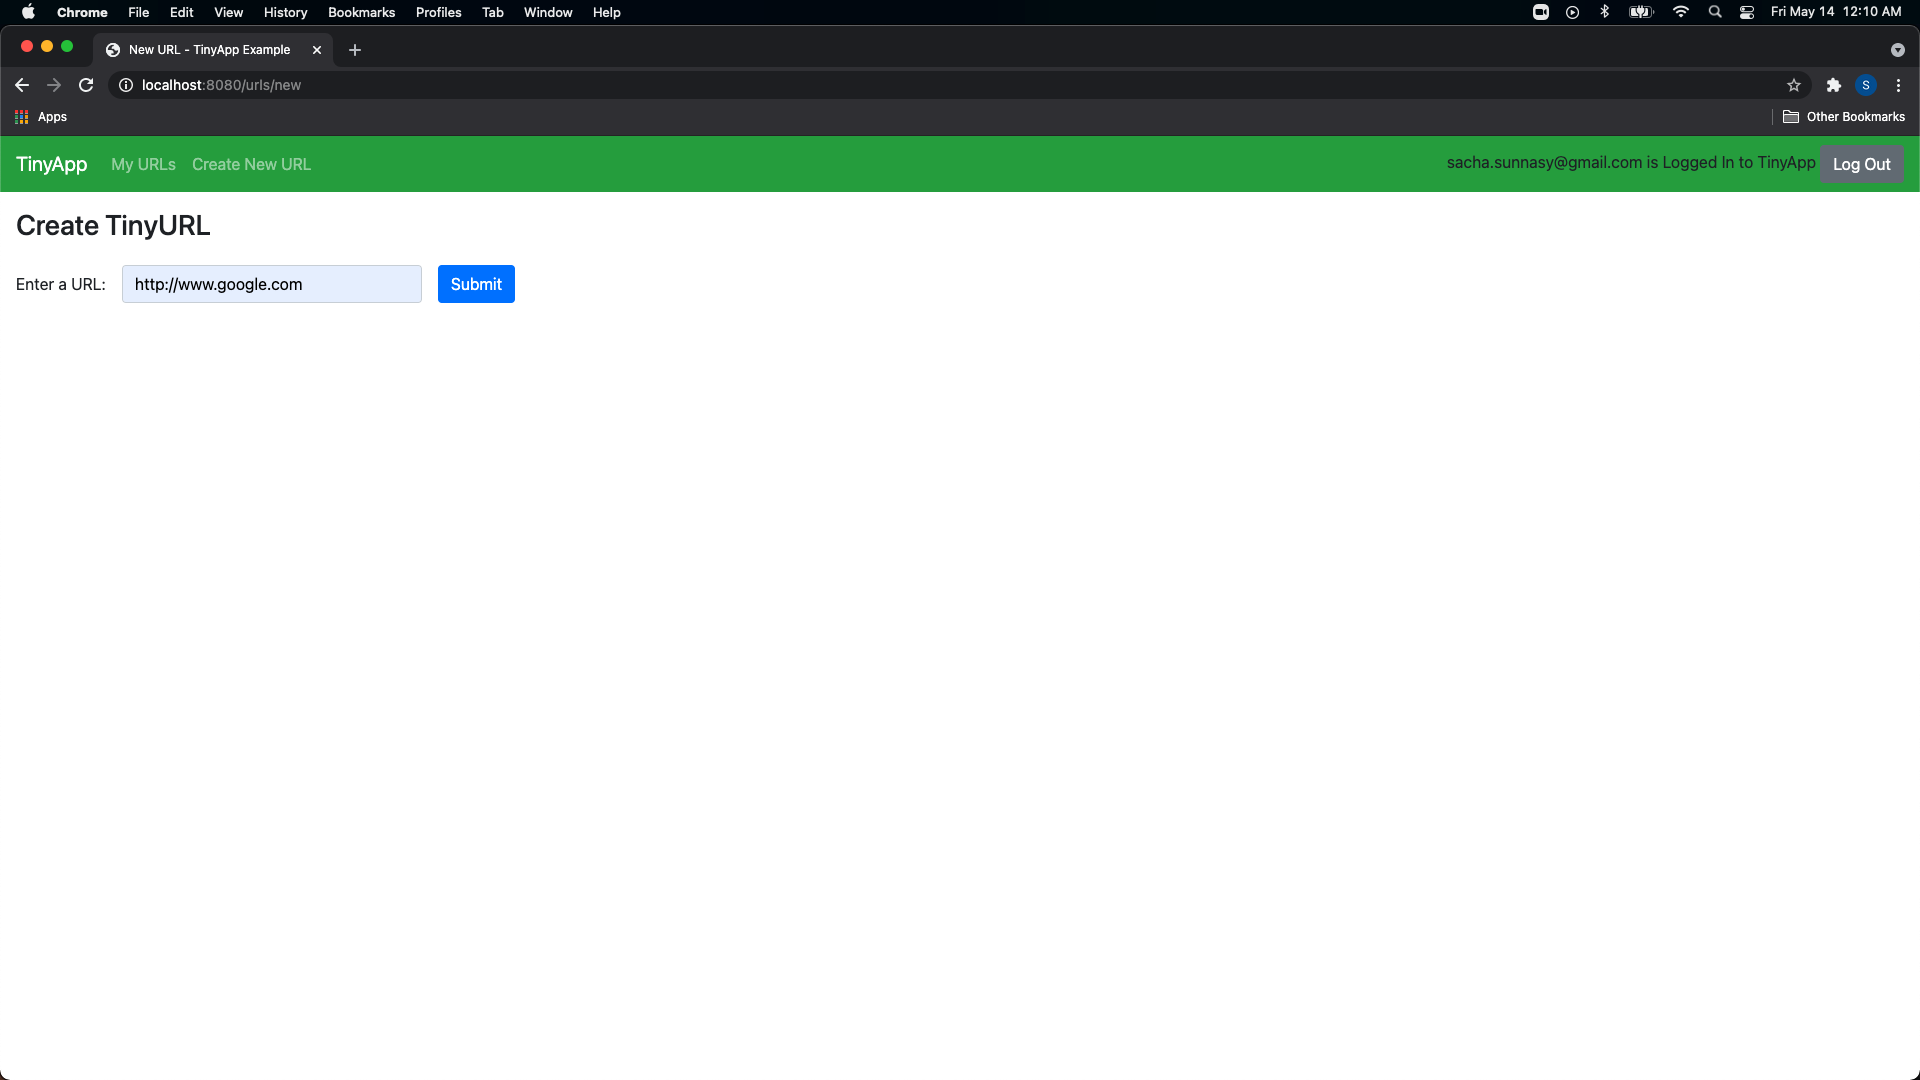 Chrome File Edit View History Bookmarks Profiles Tab Window Help Fri May 14 12:10 AM
New URL - TinyApp Example
localhost:8080/urls/new S
Apps Other Bookmarks
TinyApp My URLs Create New URL sacha.sunnasy@gmail.com is Logged In to TinyApp Log Out
Create TinyURL
Enter a URL: http://www.google.com Submit